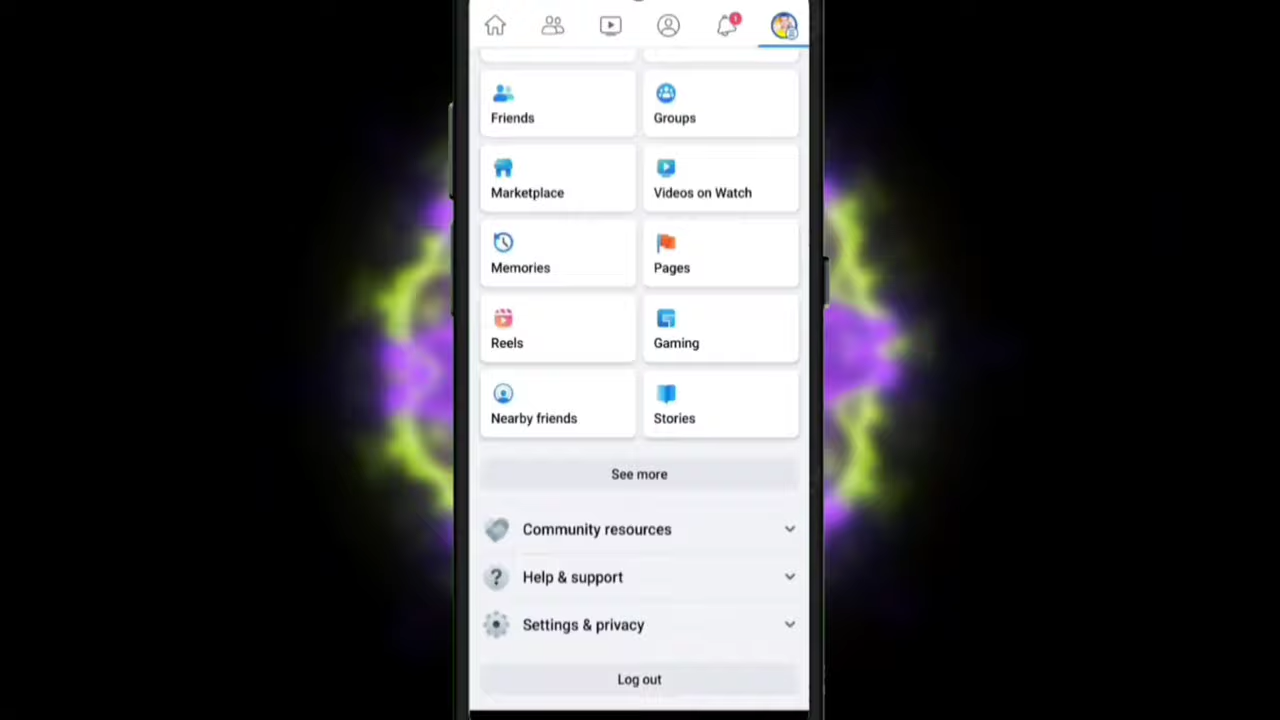 1
Friends
Groups
Marketplace
Videos on Watch
Memories
Pages
Reels
Gaming
Nearby friends
Stories
See more
Community resources
?
Help & support
Settings & privacy
Log out